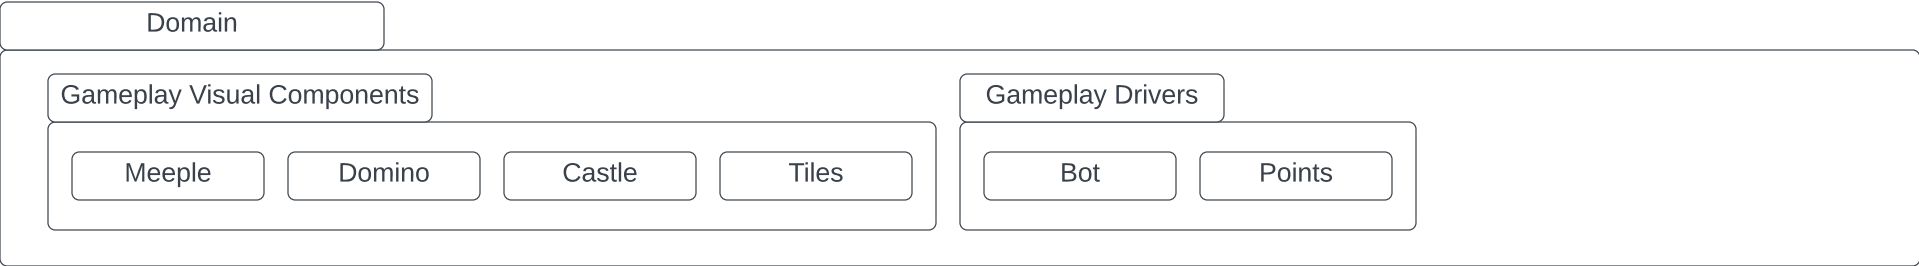 Domain
Gameplay Visual Components
Gameplay Drivers
Meeple
Domino
Castle
Tiles
Bot
Points